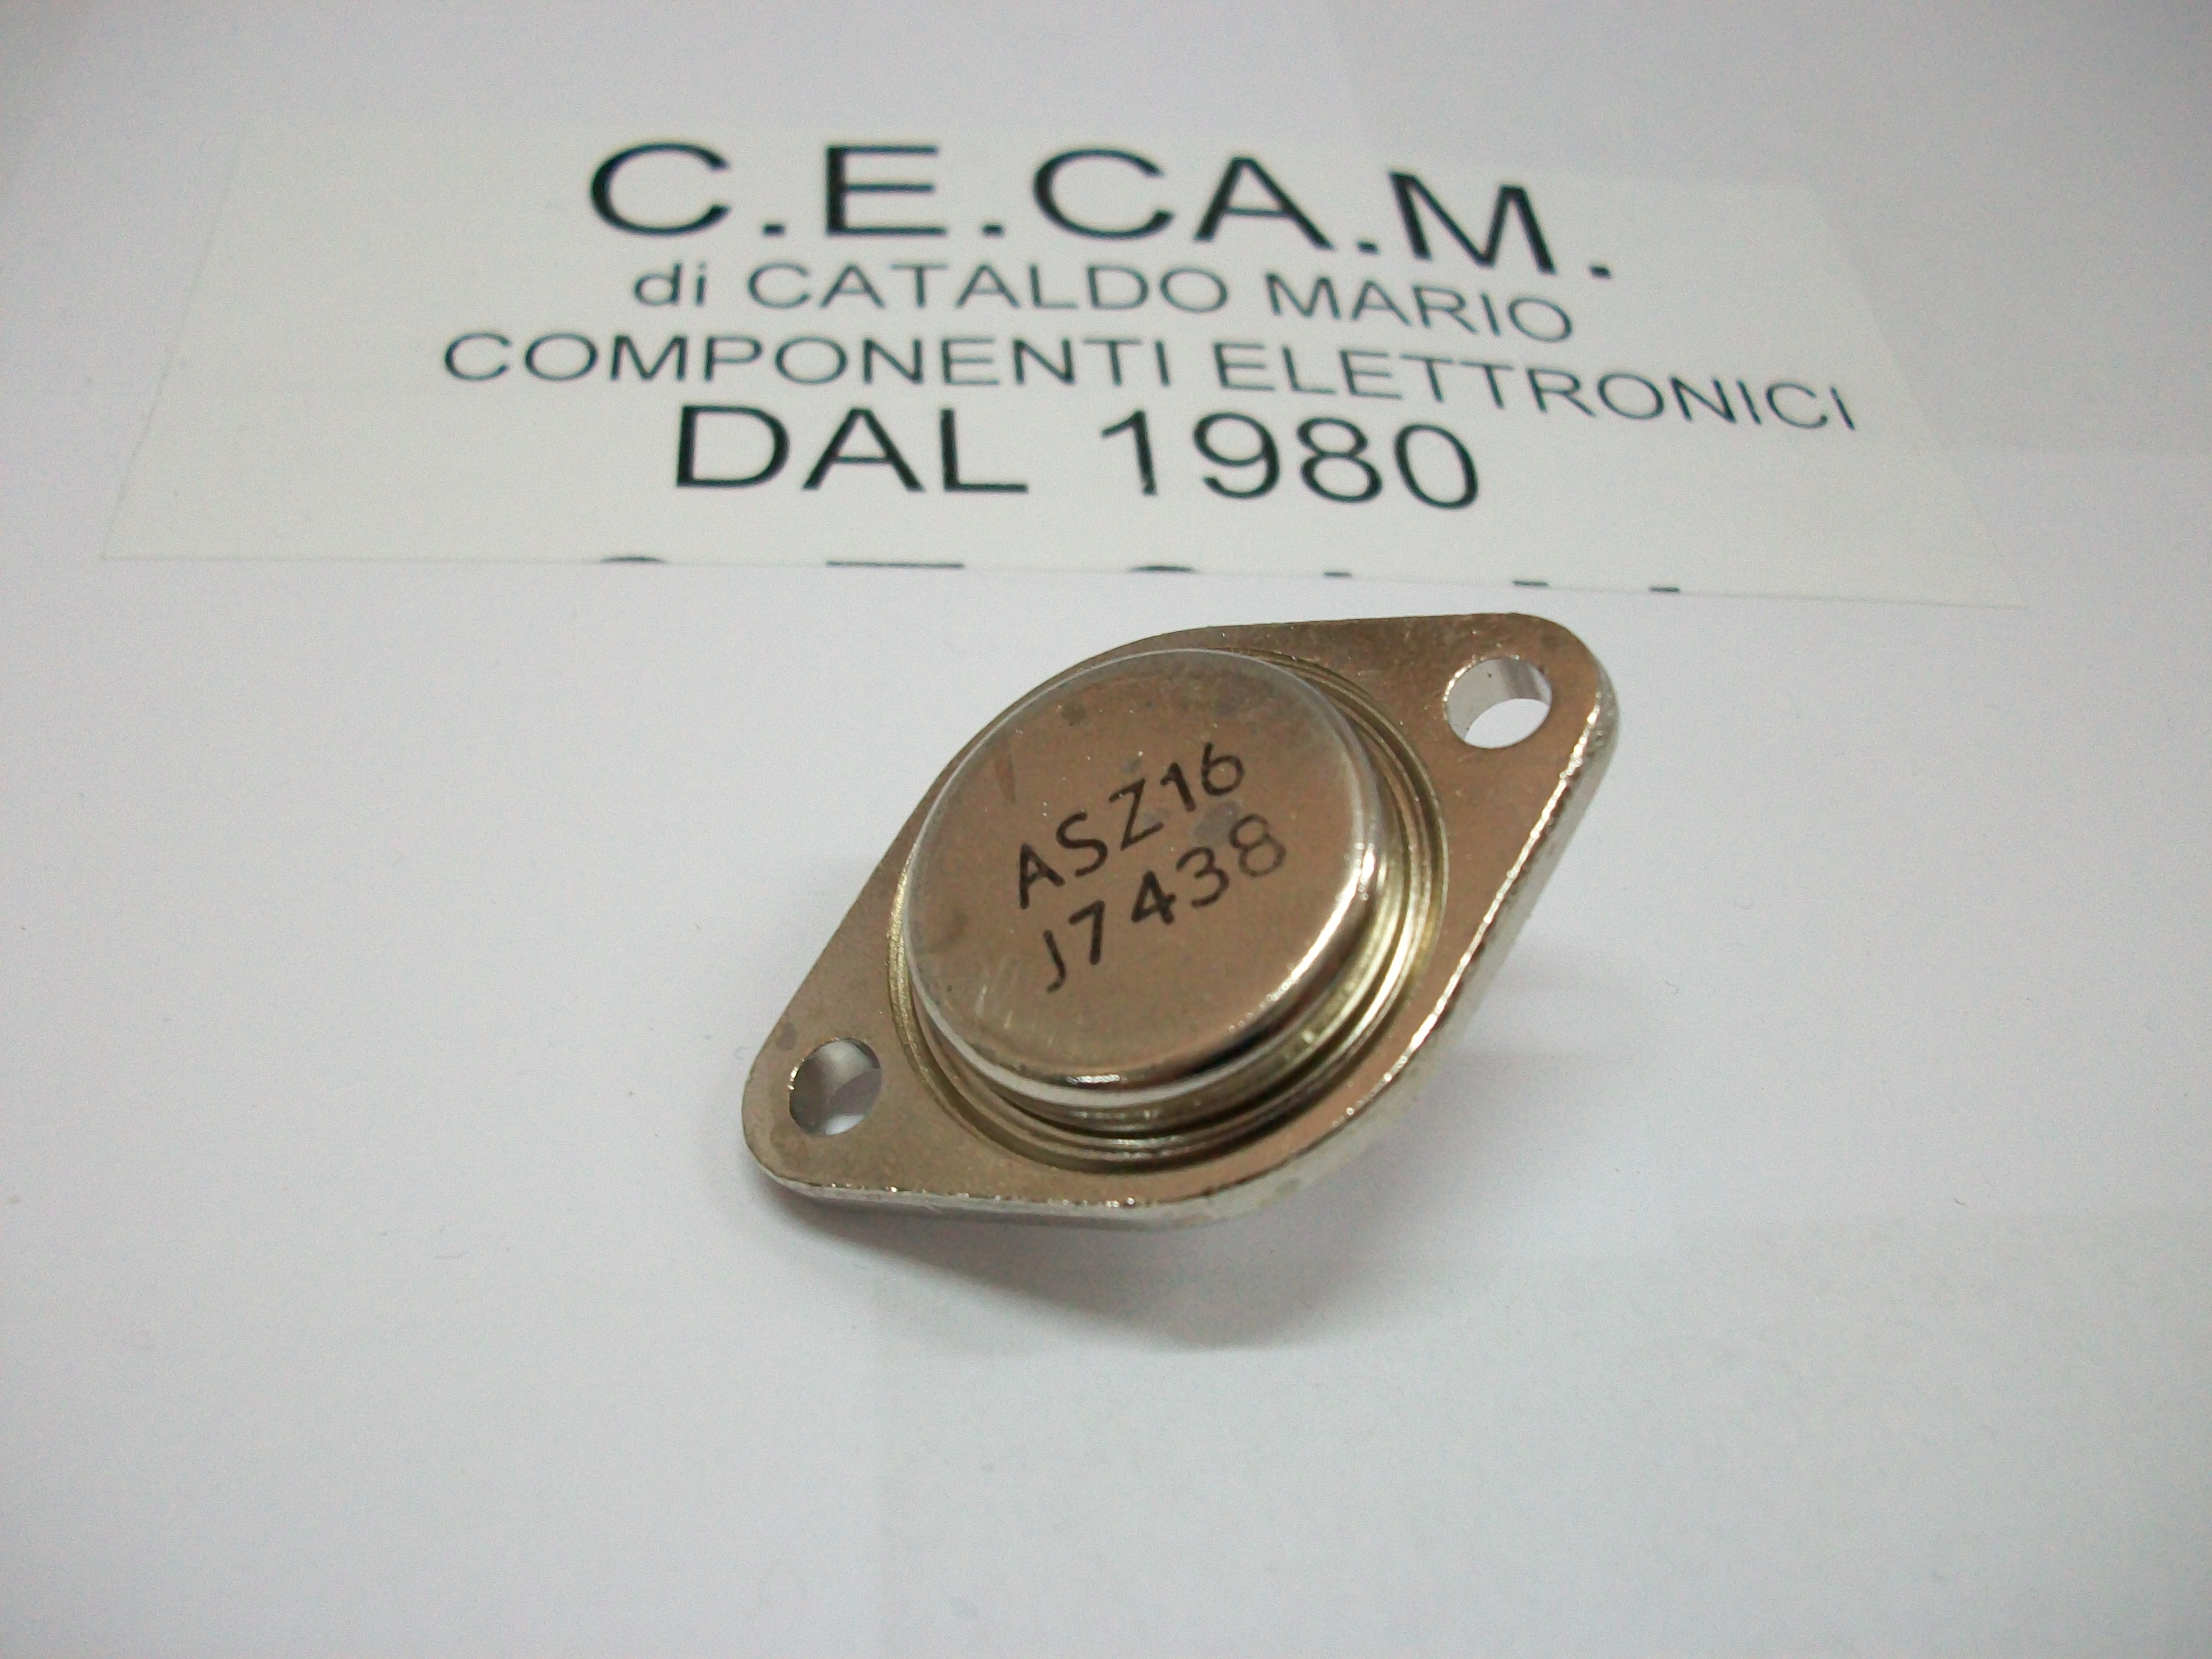 C.E.CA.M.
di CATALDO MARIO
COMPONENTI ELETTRONICI
DAL 1980
ASZ16
J7438